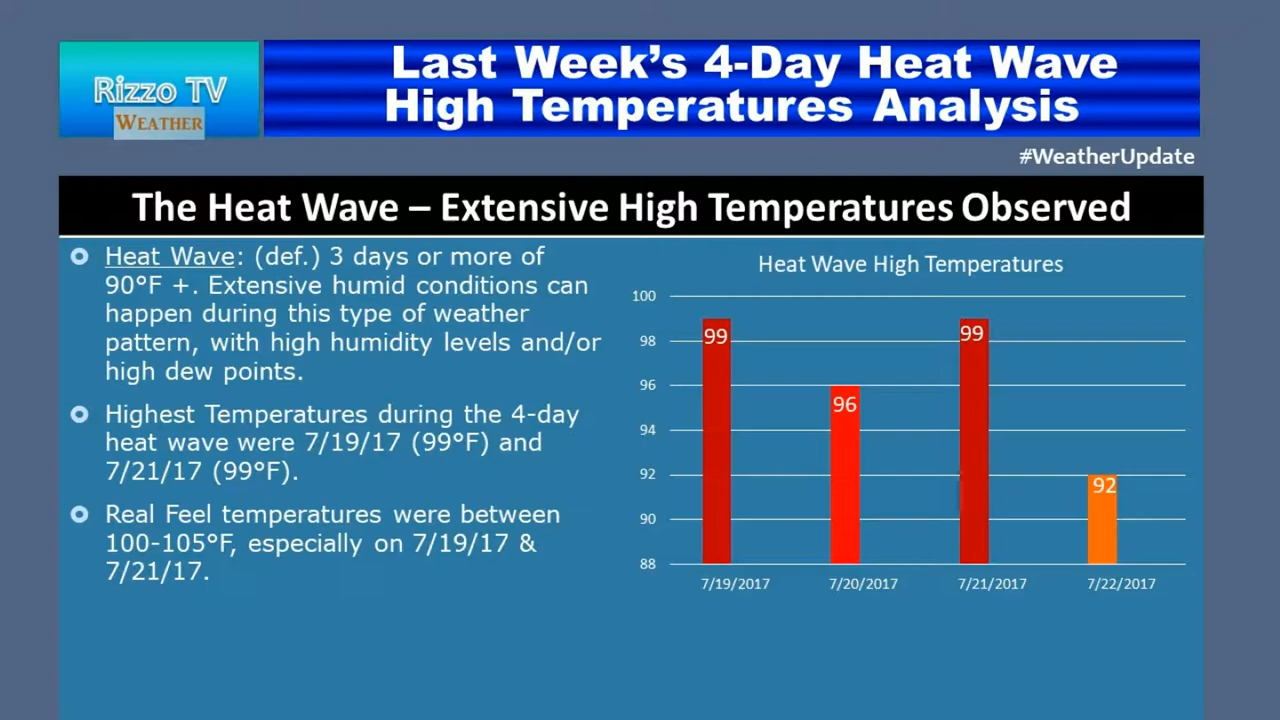 Rizzo TV
WEATHER
Last Week’s 4-Day Heat Wave
High Temperatures Analysis
#WeatherUpdate
The Heat Wave – Extensive High Temperatures Observed
Heat Wave: (def.) 3 days or more of
90°F +. Extensive humid conditions can
happen during this type of weather
pattern, with high humidity levels and/or
high dew points.
Highest Temperatures during the 4-day
heat wave were 7/19/17 (99°F) and
7/21/17 (99°F).
Real Feel temperatures were between
100-105°F, especially on 7/19/17 &
7/21/17.
Heat Wave High Temperatures
100
98
96
94
92
90
88
99
96
99
92
7/19/2017
7/20/2017
7/21/2017
7/22/2017